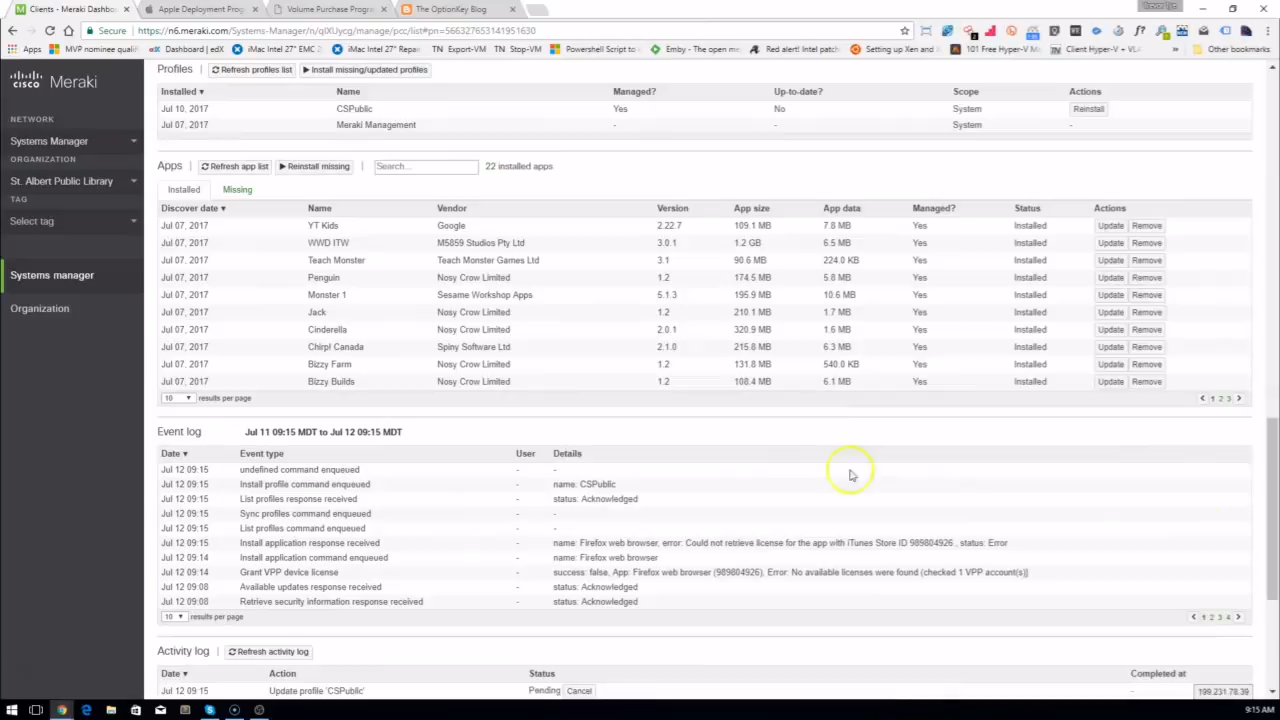 Clients - Meraki Dashbo
Apple Deployment Prog
Volume Purchase Progra
The OptionKey Blog
Secure
https://n6.meraki.com/Systems-Manager/n/qIXUycg/manage/pcc/list#pn=566327653151951630
Apps
MVP nominee quali
Dashboard | edX
iMac Intel 27" EMC 2
iMac Intel 27" Repa
TN Export-VM
TN Stop-VM
Powershell Script to
Emby - the open me
Red alert! Intel patch
Setting up Xen and
101 Free Hyper-V M
Client Hyper-V + VLA
Other bookmarks
cisco Meraki
NETWORK
Systems Manager
ORGANIZATION
St. Albert Public Library
TAG
Select tag
Systems manager
Organization
Profiles Refresh profiles list Install missing/updated profiles
Installed Name Managed? Up-to-date? Scope Actions
Jul 10, 2017 CSPublic Yes No System Reinstall
Jul 07, 2017 Meraki Management - - System -
Apps Refresh app list Reinstall missing Search... 22 installed apps
Installed Missing
Discover date Name Vendor Version App size App data Managed? Status Actions
Jul 07, 2017 YT Kids Google 2.22.7 109.1 MB 7.8 MB Yes Installed Update Remove
Jul 07, 2017 WWD ITW M5859 Studios Pty Ltd 3.0.1 1.2 GB 6.5 MB Yes Installed Update Remove
Jul 07, 2017 Teach Monster Teach Monster Games Ltd 3.1 90.6 MB 224.0 KB Yes Installed Update Remove
Jul 07, 2017 Penguin Nosy Crow Limited 1.2 174.5 MB 5.8 MB Yes Installed Update Remove
Jul 07, 2017 Monster 1 Sesame Workshop Apps 5.1.3 195.9 MB 10.6 MB Yes Installed Update Remove
Jul 07, 2017 Jack Nosy Crow Limited 1.2 210.1 MB 1.7 MB Yes Installed Update Remove
Jul 07, 2017 Cinderella Nosy Crow Limited 2.0.1 320.9 MB 1.6 MB Yes Installed Update Remove
Jul 07, 2017 Chirp! Canada Spiny Software Ltd 2.1.0 215.8 MB 6.3 MB Yes Installed Update Remove
Jul 07, 2017 Bizzy Farm Nosy Crow Limited 1.2 131.8 MB 540.0 KB Yes Installed Update Remove
Jul 07, 2017 Bizzy Builds Nosy Crow Limited 1.2 108.4 MB 6.1 MB Yes Installed Update Remove
10 results per page 1 2 3
Event log Jul 11 09:15 MDT to Jul 12 09:15 MDT
Date Event type User Details
Jul 12 09:15 undefined command enqueued - -
Jul 12 09:15 Install profile command enqueued - name: CSPublic
Jul 12 09:15 List profiles response received - status: Acknowledged
Jul 12 09:15 Sync profiles command enqueued - -
Jul 12 09:15 List profiles command enqueued - -
Jul 12 09:15 Install application response received - name: Firefox web browser, error: Could not retrieve license for the app with iTunes Store ID 989804926 , status: Error
Jul 12 09:14 Install application command enqueued - name: Firefox web browser
Jul 12 09:14 Grant VPP device license - success: false, App: Firefox web browser (989804926), Error: No available licenses were found (checked 1 VPP account(s)]
Jul 12 09:08 Available updates response received - status: Acknowledged
Jul 12 09:08 Retrieve security information response received - status: Acknowledged
10 results per page 1 2 3 4
Activity log Refresh activity log
Date Action Status Completed at
Jul 12 09:15 Update profile 'CSPublic' Pending Cancel - 199.231.78.39
9:15 AM